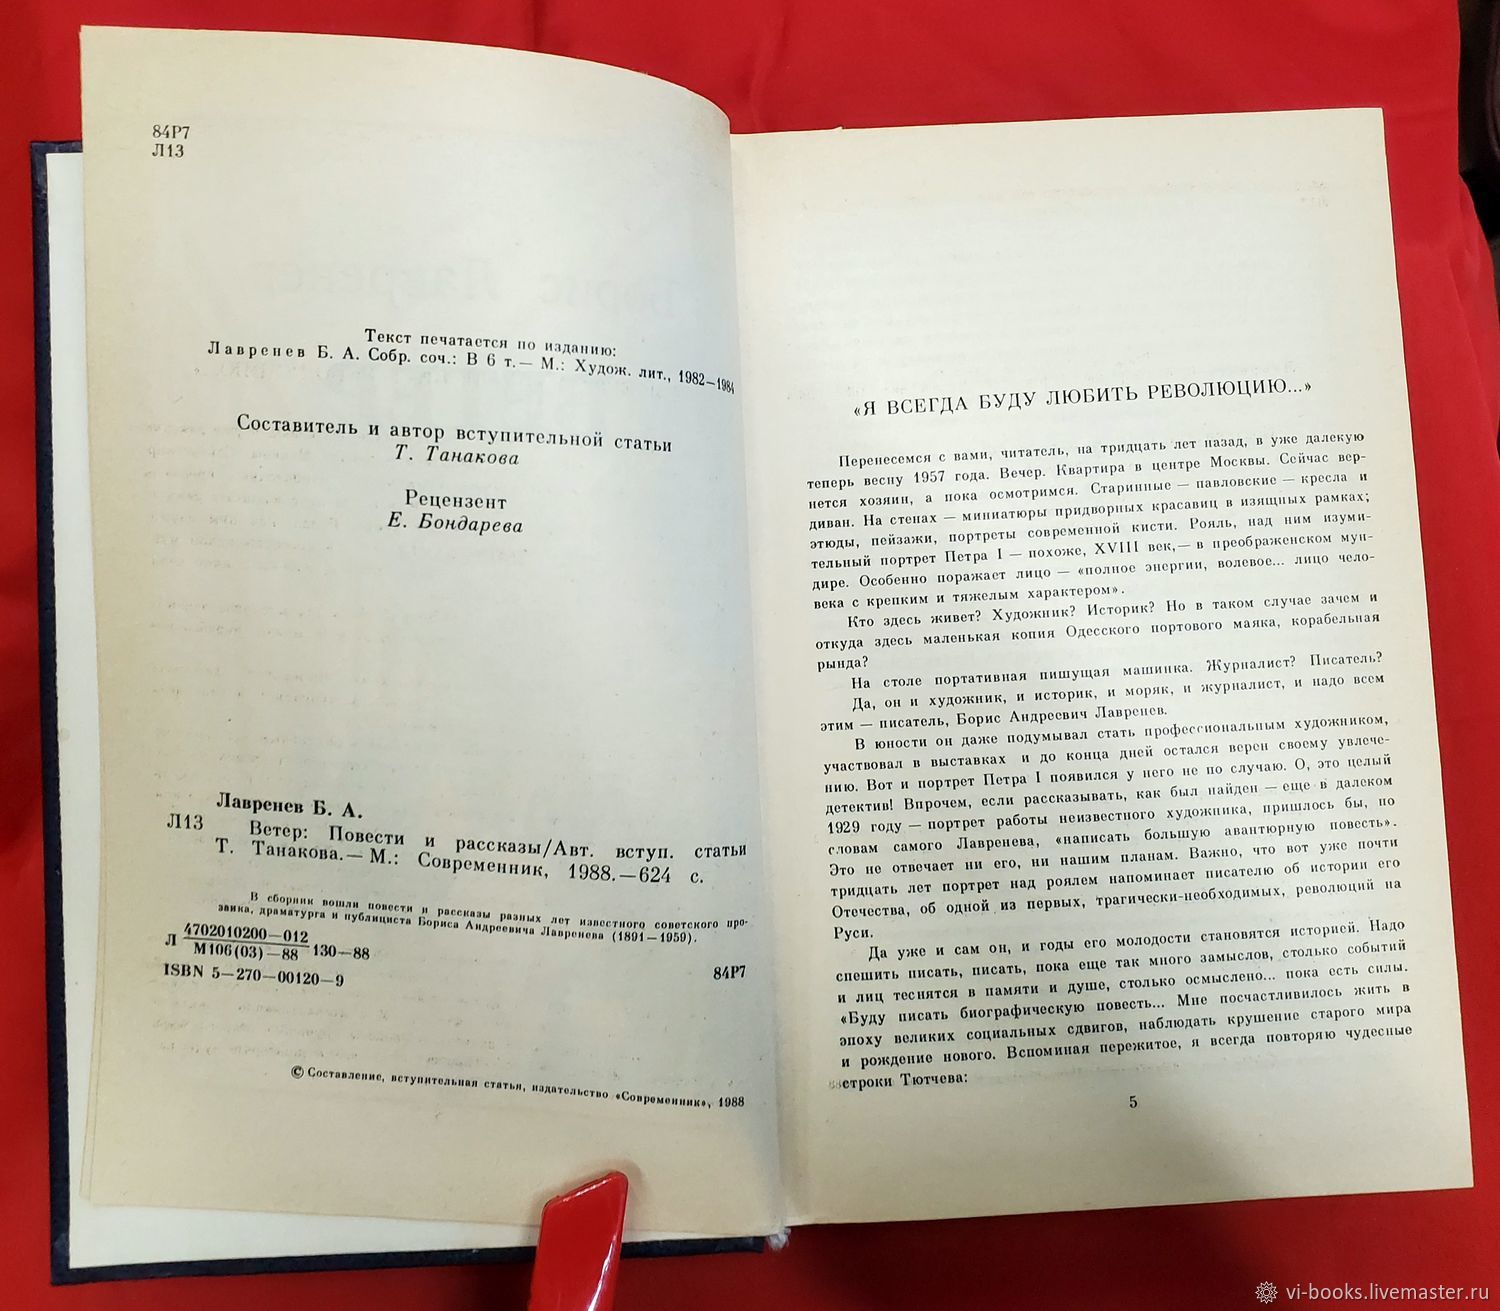 84Р7
Л13
Текст печатается по изданию:
Лавренев Б. А. Собр. соч.: В 6 т.— М.: Худож. лит., 1982—1984
Составитель и автор вступительной статьи
Т. Танакова
Рецензент
Е. Бондарева
Лавренев Б. А.
Л13 Ветер: Повести и рассказы/Авт. вступ. статьи
Т. Танакова.— М.: Современник, 1988.—624 с.
В сборник вошли повести и рассказы разных лет известного советского про-
заика, драматурга и публициста Бориса Андреевича Лавренева (1891—1959).
Л 4702010200—012
М106(03)—88 130—88
84Р7
ISBN 5—270—00120—9
© Составление, вступительная статья, издательство «Современник», 1988
«Я ВСЕГДА БУДУ ЛЮБИТЬ РЕВОЛЮЦИЮ...»
Перенесемся с вами, читатель, на тридцать лет назад, в уже далекую
теперь весну 1957 года. Вечер. Квартира в центре Москвы. Сейчас вер-
нется хозяин, а пока осмотримся. Старинные — павловские — кресла и
диван. На стенах — миниатюры придворных красавиц в изящных рамках;
этюды, пейзажи, портреты современной кисти. Рояль, над ним изуми-
тельный портрет Петра I — похоже, XVIII век,— в преображенском мун-
дире. Особенно поражает лицо — «полное энергии, волевое... лицо чело-
века с крепким и тяжелым характером».
Кто здесь живет? Художник? Историк? Но в таком случае зачем и
откуда здесь маленькая копия Одесского портового маяка, корабельная
рында?
На столе портативная пишущая машинка. Журналист? Писатель?
Да, он и художник, и историк, и моряк, и журналист, и надо всем
этим — писатель, Борис Андреевич Лавренев.
В юности он даже подумывал стать профессиональным художником,
участвовал в выставках и до конца дней остался верен своему увлече-
нию. Вот и портрет Петра I появился у него не по случаю. О, это целый
детектив! Впрочем, если рассказывать, как был найден — еще в далеком
1929 году — портрет работы неизвестного художника, пришлось бы, по
словам самого Лавренева, «написать большую авантюрную повесть».
Это не отвечает ни его, ни нашим планам. Важно, что вот уже почти
тридцать лет портрет над роялем напоминает писателю об истории его
Отечества, об одной из первых, трагически-необходимых, революций на
Руси.
Да уже и сам он, и годы его молодости становятся историей. Надо
спешить писать, писать, пока еще так много замыслов, столько событий
и лиц теснятся в памяти и душе, столько осмыслено... пока есть силы.
«Буду писать биографическую повесть... Мне посчастливилось жить в
эпоху великих социальных сдвигов, наблюдать крушение старого мира
и рождение нового. Вспоминая пережитое, я всегда повторяю чудесные
строки Тютчева:
5
vi-books.livemaster.ru